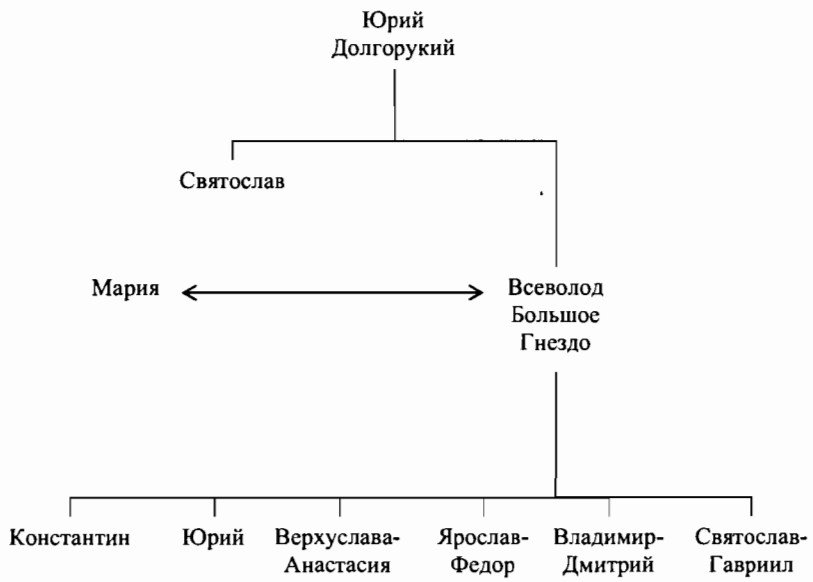 Юрий
Долгорукий
Святослав
Мария
Всеволод
Большое
Гнездо
Константин
Юрий
Верхуслава-
Анастасия
Ярослав-
Федор
Владимир-
Дмитрий
Святослав-
Гавриил